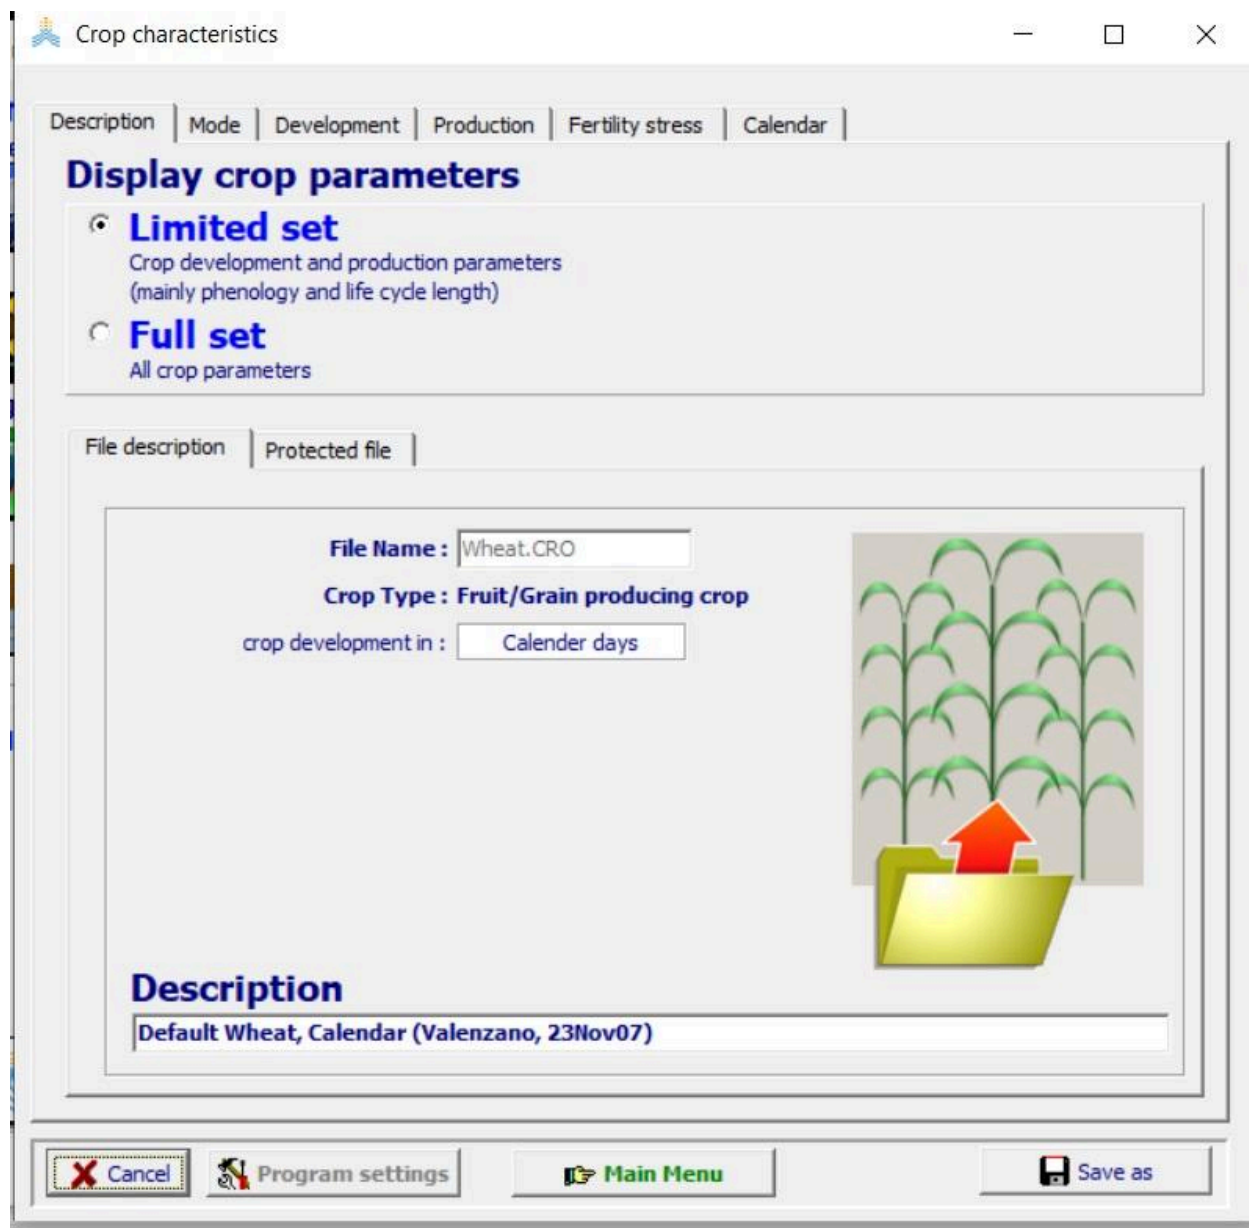 Crop characteristics
Description Mode Development Production Fertility stress Calendar
Display crop parameters
Limited set
Crop development and production parameters
(mainly phenology and life cycle length)
Full set
All crop parameters
File description Protected file
File Name : Wheat.CRO
Crop Type : Fruit/Grain producing crop
crop development in : Calender days
Description
Default Wheat, Calendar (Valenzano, 23Nov07)
Cancel Program settings Main Menu Save as